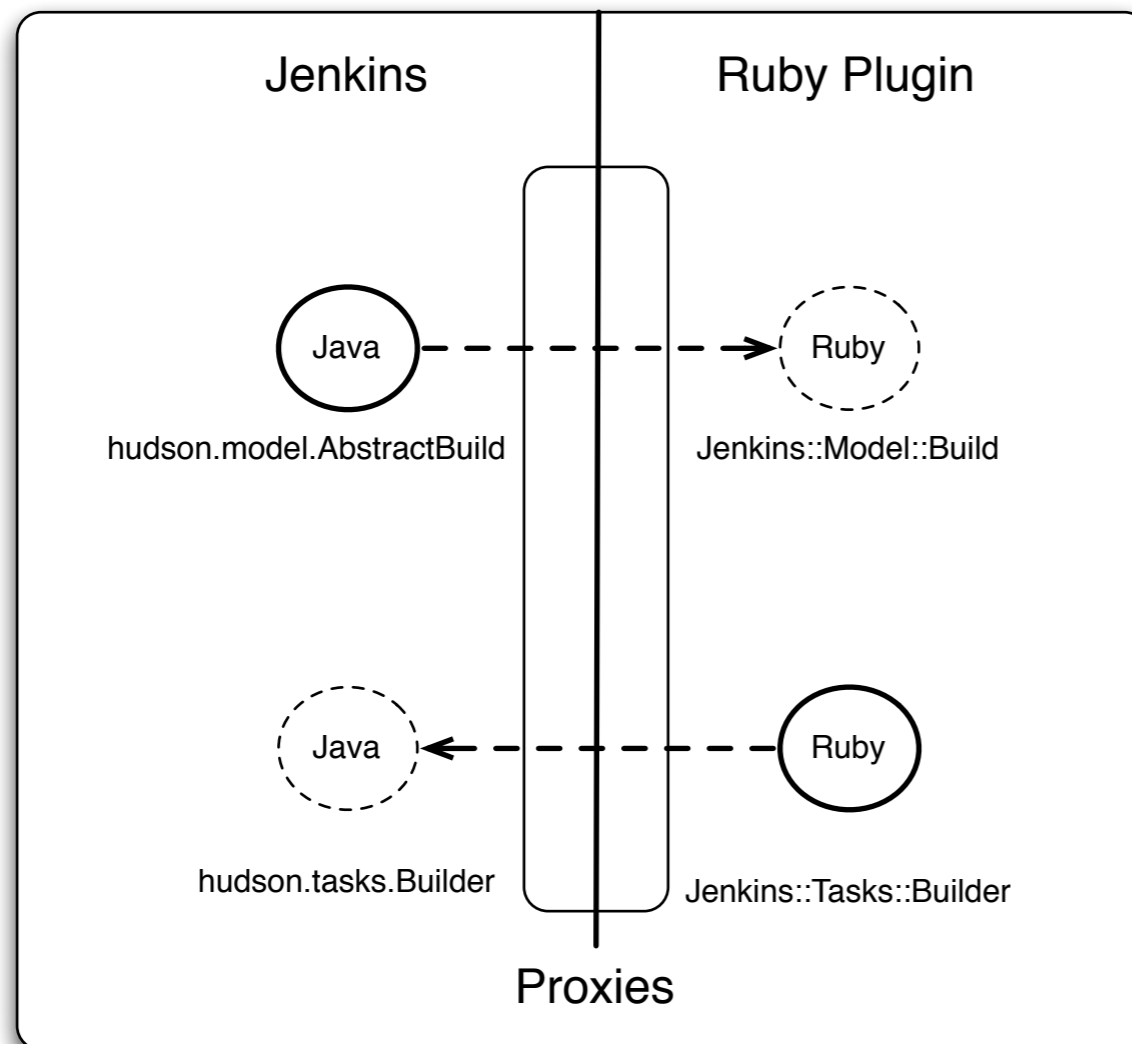 Jenkins
Ruby Plugin
Java
Ruby
hudson.model.AbstractBuild
Jenkins::Model::Build
Java
Ruby
hudson.tasks.Builder
Jenkins::Tasks::Builder
Proxies